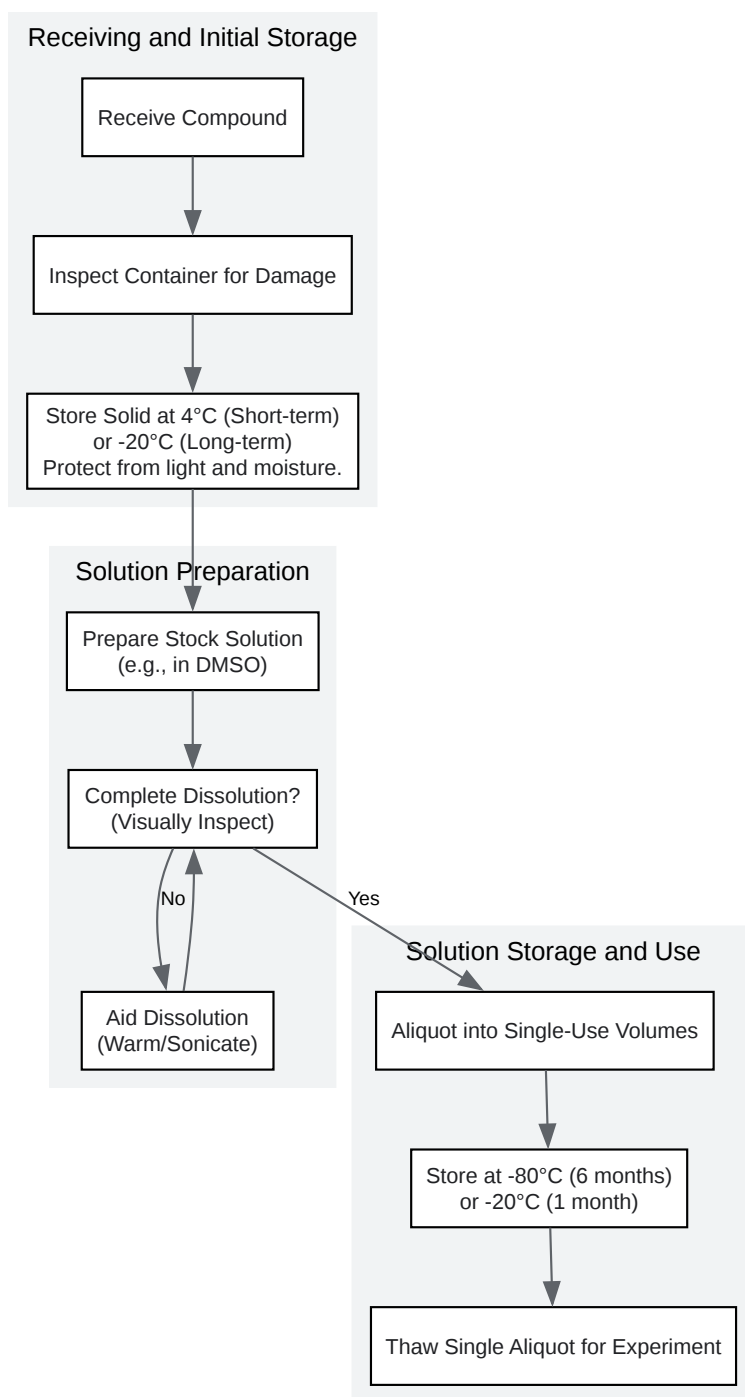 Receiving and Initial Storage
Receive Compound
Inspect Container for Damage
Store Solid at 4°C (Short-term)
or -20°C (Long-term)
Protect from light and moisture.
Solution Preparation
Prepare Stock Solution
(e.g., in DMSO)
Complete Dissolution?
(Visually Inspect)
No
Yes
Aid Dissolution
(Warm/Sonicate)
Solution Storage and Use
Aliquot into Single-Use Volumes
Store at -80°C (6 months)
or -20°C (1 month)
Thaw Single Aliquot for Experiment